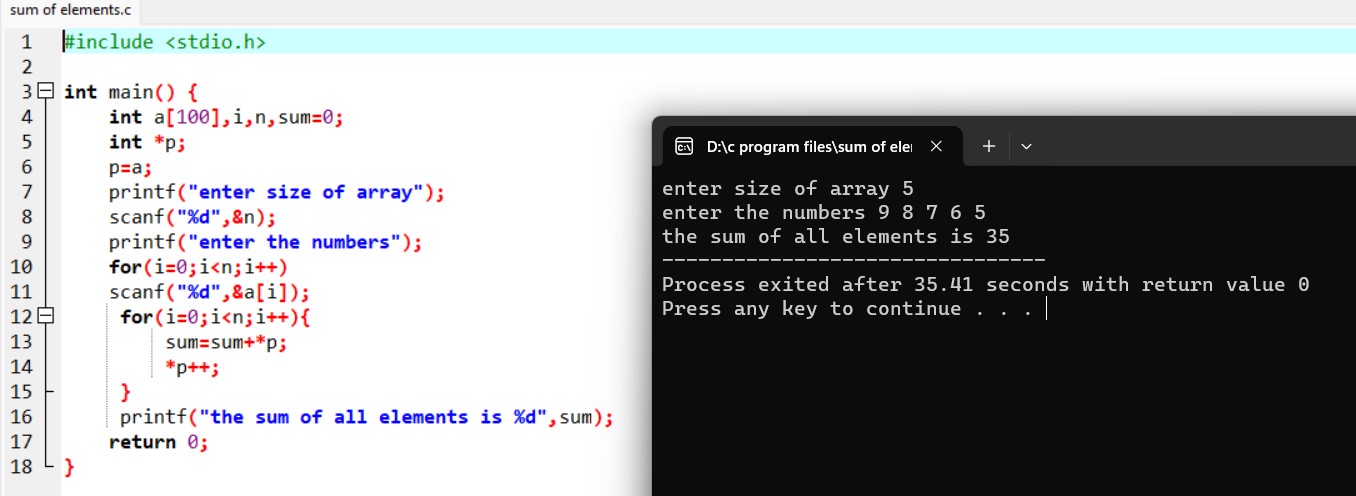 sum of elements.c
1 #include <stdio.h>
2
3 int main() {
4 int a[100],i,n,sum=0;
5 int *p;
6 p=a;
7 printf("enter size of array");
8 scanf("%d",&n);
9 printf("enter the numbers");
10 for(i=0;i<n;i++)
11 scanf("%d",&a[i]);
12 for(i=0;i<n;i++){
13 sum=sum+*p;
14 *p++;
15 }
16 printf("the sum of all elements is %d",sum);
17 return 0;
18 }
D:\c program files\sum of eler
enter size of array 5
enter the numbers 9 8 7 6 5
the sum of all elements is 35
--------------------------------
Process exited after 35.41 seconds with return value 0
Press any key to continue . . .